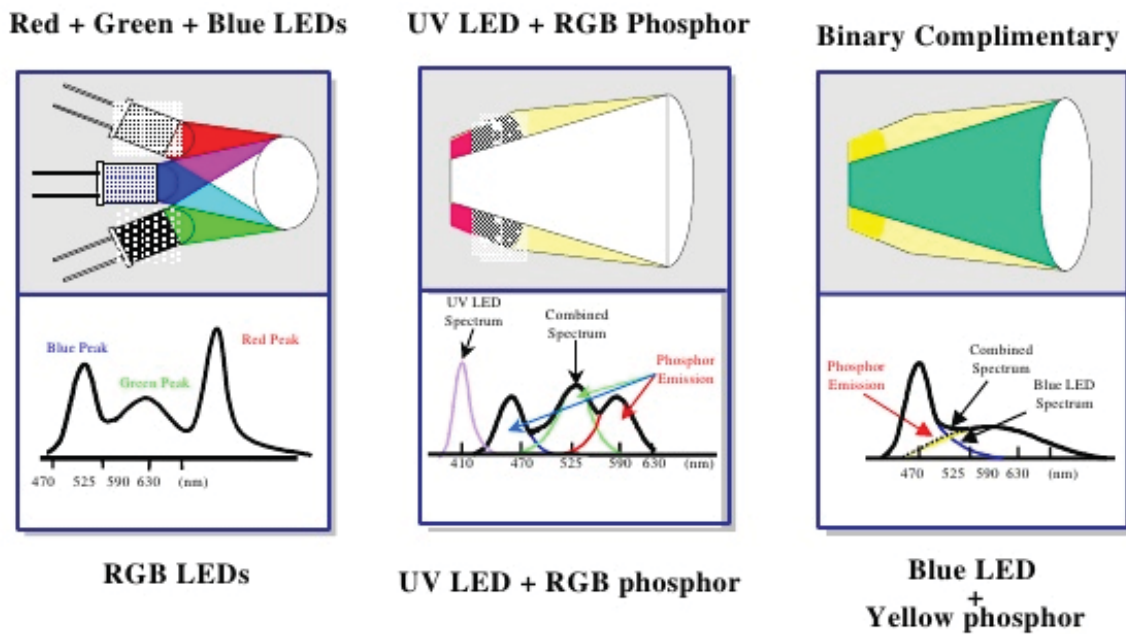 Red + Green + Blue LEDs
UV LED + RGB Phosphor
Binary Complimentary
Blue Peak
Green Peak
Red Peak
470 525 590 630 (nm)
RGB LEDs
UV LED
Spectrum
Combined
Spectrum
Phosphor
Emission
410 470 525 590 630
(nm)
UV LED + RGB phosphor
Phosphor
Emission
Combined
Spectrum
Blue LED
Spectrum
470 525 590 630 (nm)
Blue LED
+
Yellow phosphor